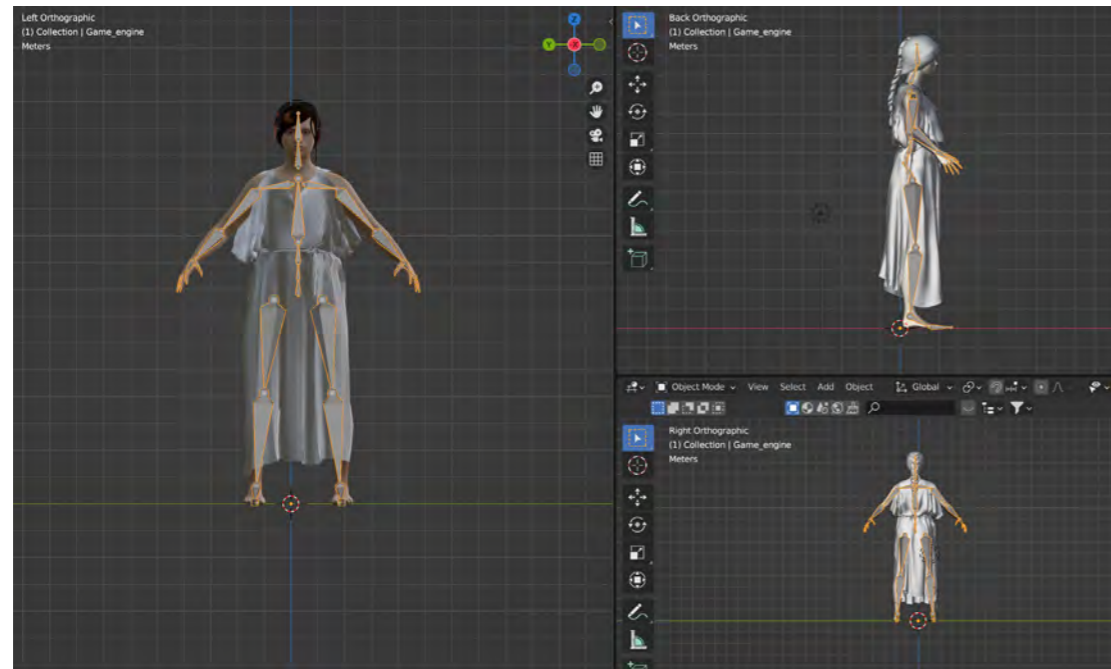 Left Orthographic
(1) Collection | Game_engine
Meters
Z
Y
X
Back Orthographic
(1) Collection | Game_engine
Meters
Object Mode View Select Add Object Global
Right Orthographic
(1) Collection | Game_engine
Meters